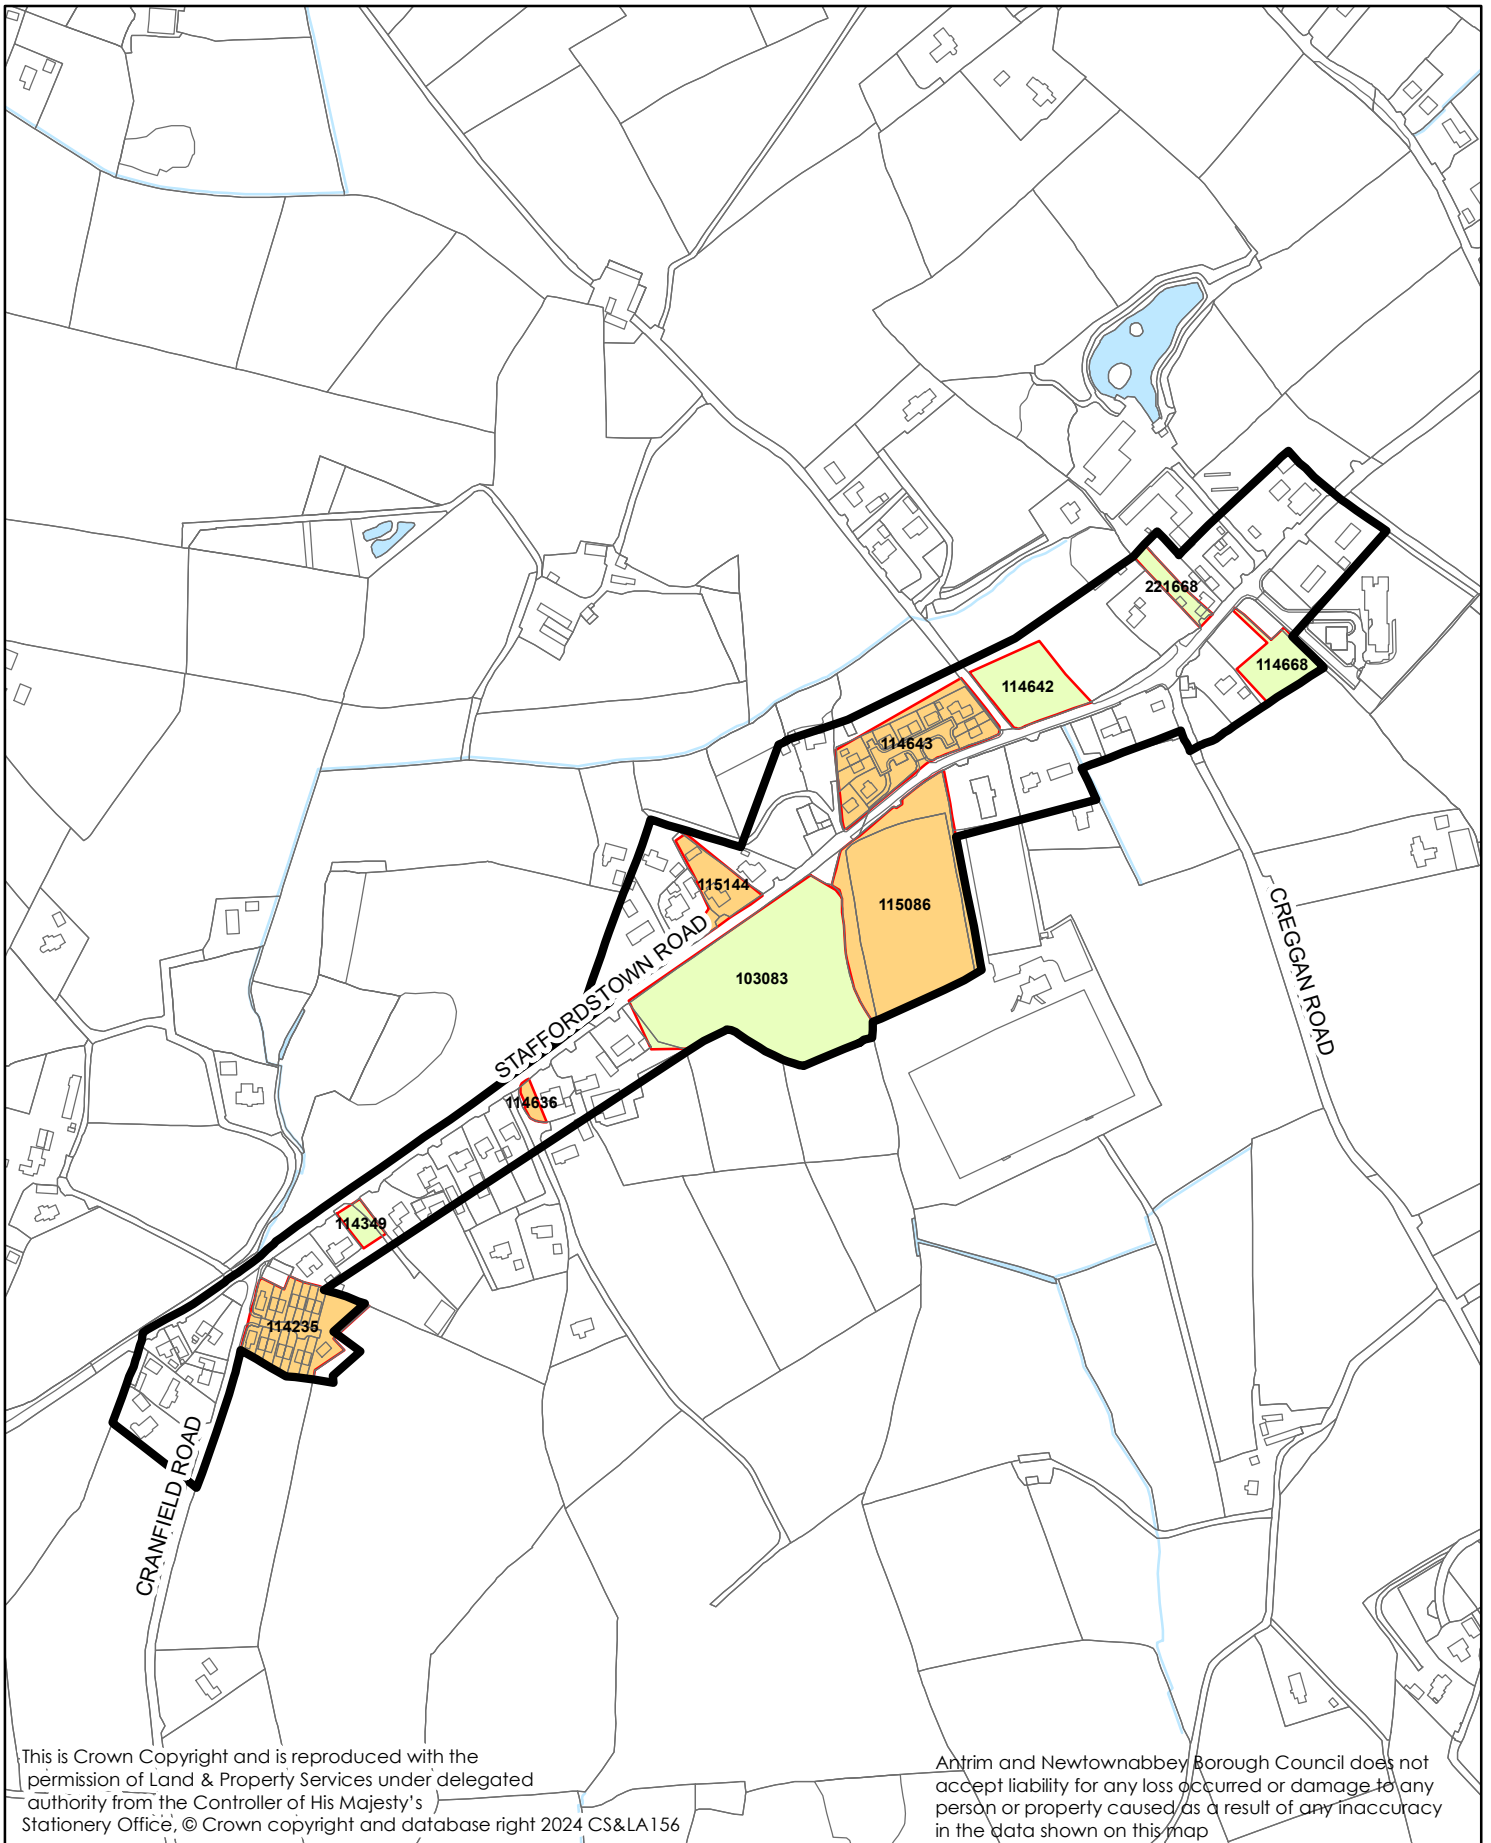 221668
114668
114642
114643
115144
115086
103083
STAFFORDSTOWN ROAD
CREGGAN ROAD
114636
114349
114235
CRANFIELD ROAD
This is Crown Copyright and is reproduced with the
permission of Land & Property Services under delegated
authority from the Controller of His Majesty's
Stationery Office, © Crown copyright and database right 2024 CS&LA156
Antrim and Newtownabbey Borough Council does not
accept liability for any loss occurred or damage to any
person or property caused as a result of any inaccuracy
in the data shown on this map